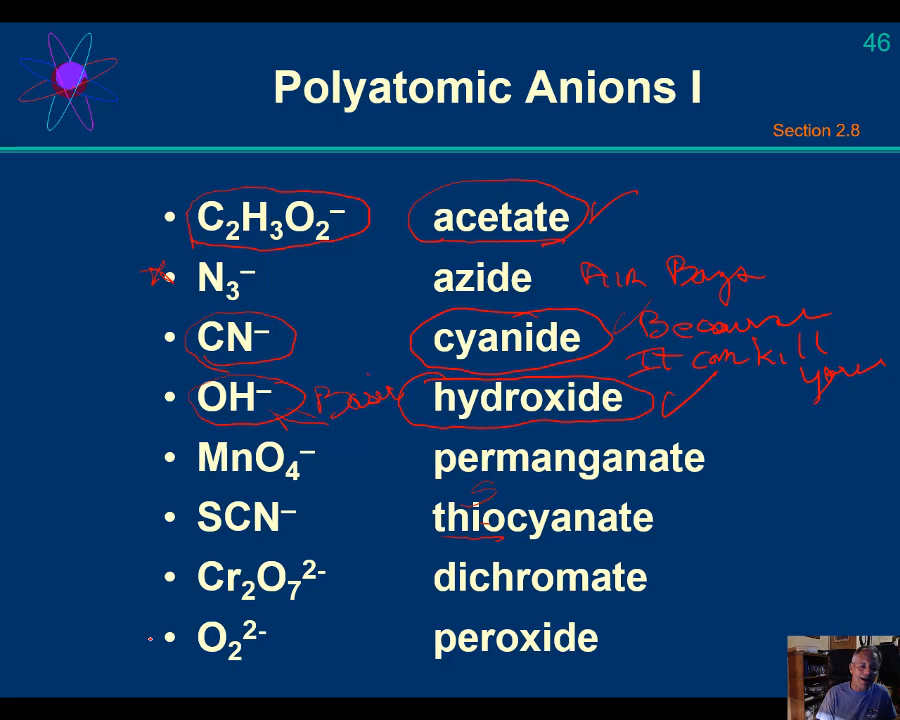 46
Polyatomic Anions I
Section 2.8
• C₂H₃O₂⁻ acetate
• N₃⁻ azide Air Bags
• CN⁻ cyanide Because
It can kill
you
• OH⁻ Basic hydroxide
• MnO₄⁻ permanganate
S
• SCN⁻ thiocyanate
• Cr₂O₇²⁻ dichromate
• O₂²⁻ peroxide